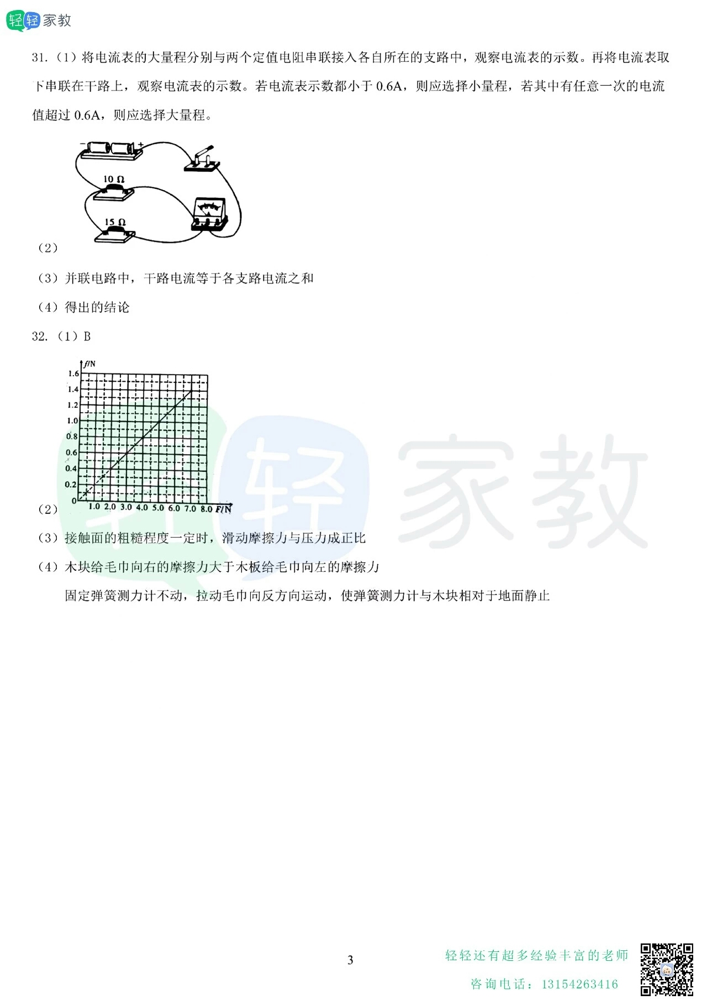 轻轻家教
31.（1）将电流表的大量程分别与两个定值电阻串联接入各自所在的支路中，观察电流表的示数。再将电流表取
下串联在干路上，观察电流表的示数。若电流表示数都小于 0.6A，则应选择小量程，若其中有任意一次的电流
值超过 0.6A，则应选择大量程。
− +
10 Ω
15 Ω
（2）
（3）并联电路中，干路电流等于各支路电流之和
（4）得出的结论
32.（1）B
f/N
1.6
1.4
1.2
1.0
0.8
0.6
0.4
0.2
0
1.0 2.0 3.0 4.0 5.0 6.0 7.0 8.0 F/N
（2）
轻轻家教
（3）接触面的粗糙程度一定时，滑动摩擦力与压力成正比
（4）木块给毛巾向右的摩擦力大于木板给毛巾向左的摩擦力
固定弹簧测力计不动，拉动毛巾向反方向运动，使弹簧测力计与木块相对于地面静止
3
轻轻还有超多经验丰富的老师
咨询电话：13154263416